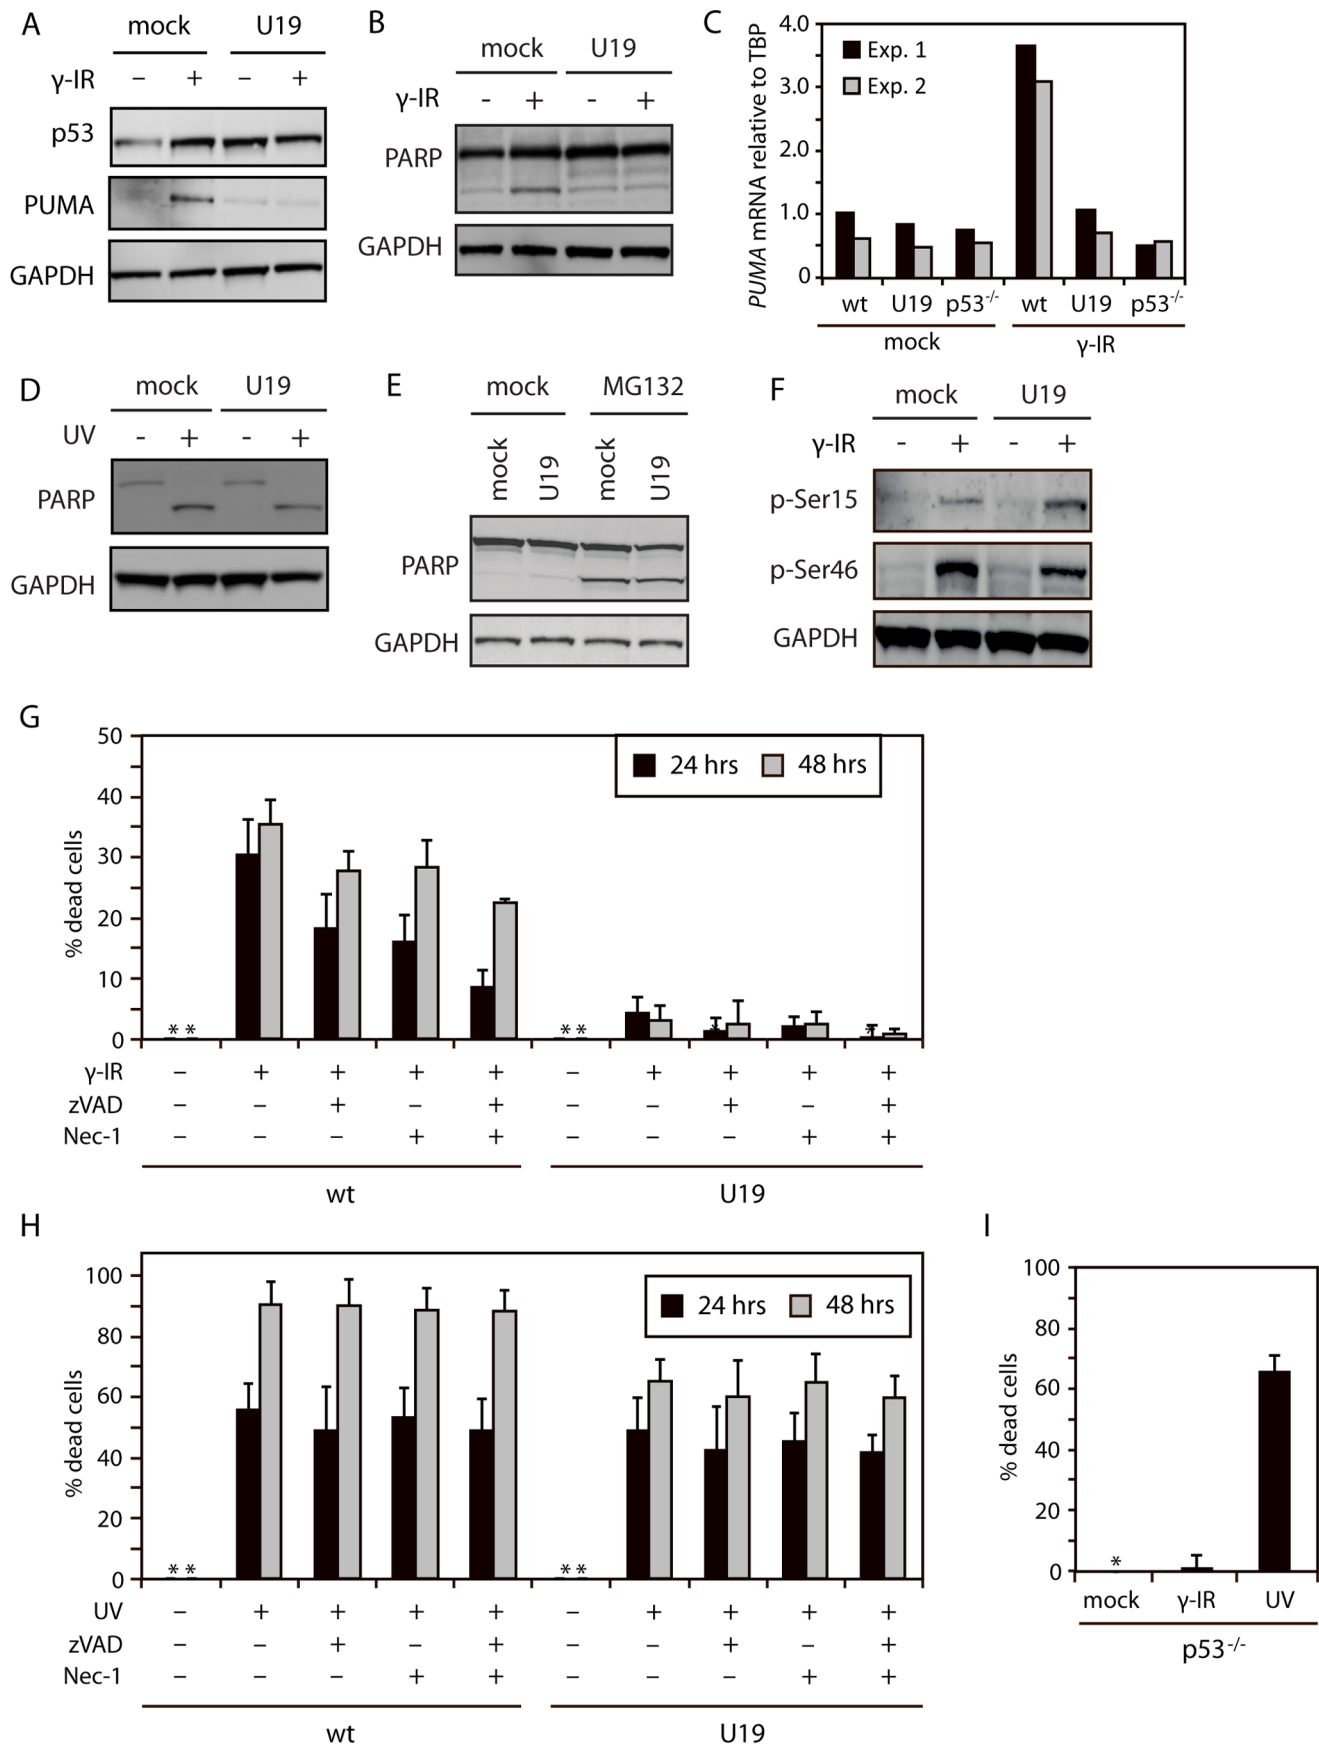 A
mock U19
γ-IR – + – +
p53
PUMA
GAPDH
B
mock U19
γ-IR - + - +
PARP
GAPDH
C
PUMA mRNA relative to TBP
4.0
3.0
2.0
1.0
0
Exp. 1
Exp. 2
wt U19 p53-/- wt U19 p53-/-
mock γ-IR
D
mock U19
UV - + - +
PARP
GAPDH
E
mock MG132
mock U19 mock U19
PARP
GAPDH
F
mock U19
γ-IR - + - +
p-Ser15
p-Ser46
GAPDH
G
% dead cells
50
40
30
20
10
0
24 hrs 48 hrs
* * * * * *
γ-IR – + + + + – + + + +
zVAD – – + – + – – + – +
Nec-1 – – – + + – – – + +
wt U19
H
% dead cells
100
80
60
40
20
0
24 hrs 48 hrs
* * * *
UV – + + + + – + + + +
zVAD – – + – + – – + – +
Nec-1 – – – + + – – – + +
wt U19
I
% dead cells
100
80
60
40
20
0
*
mock γ-IR UV
p53-/-